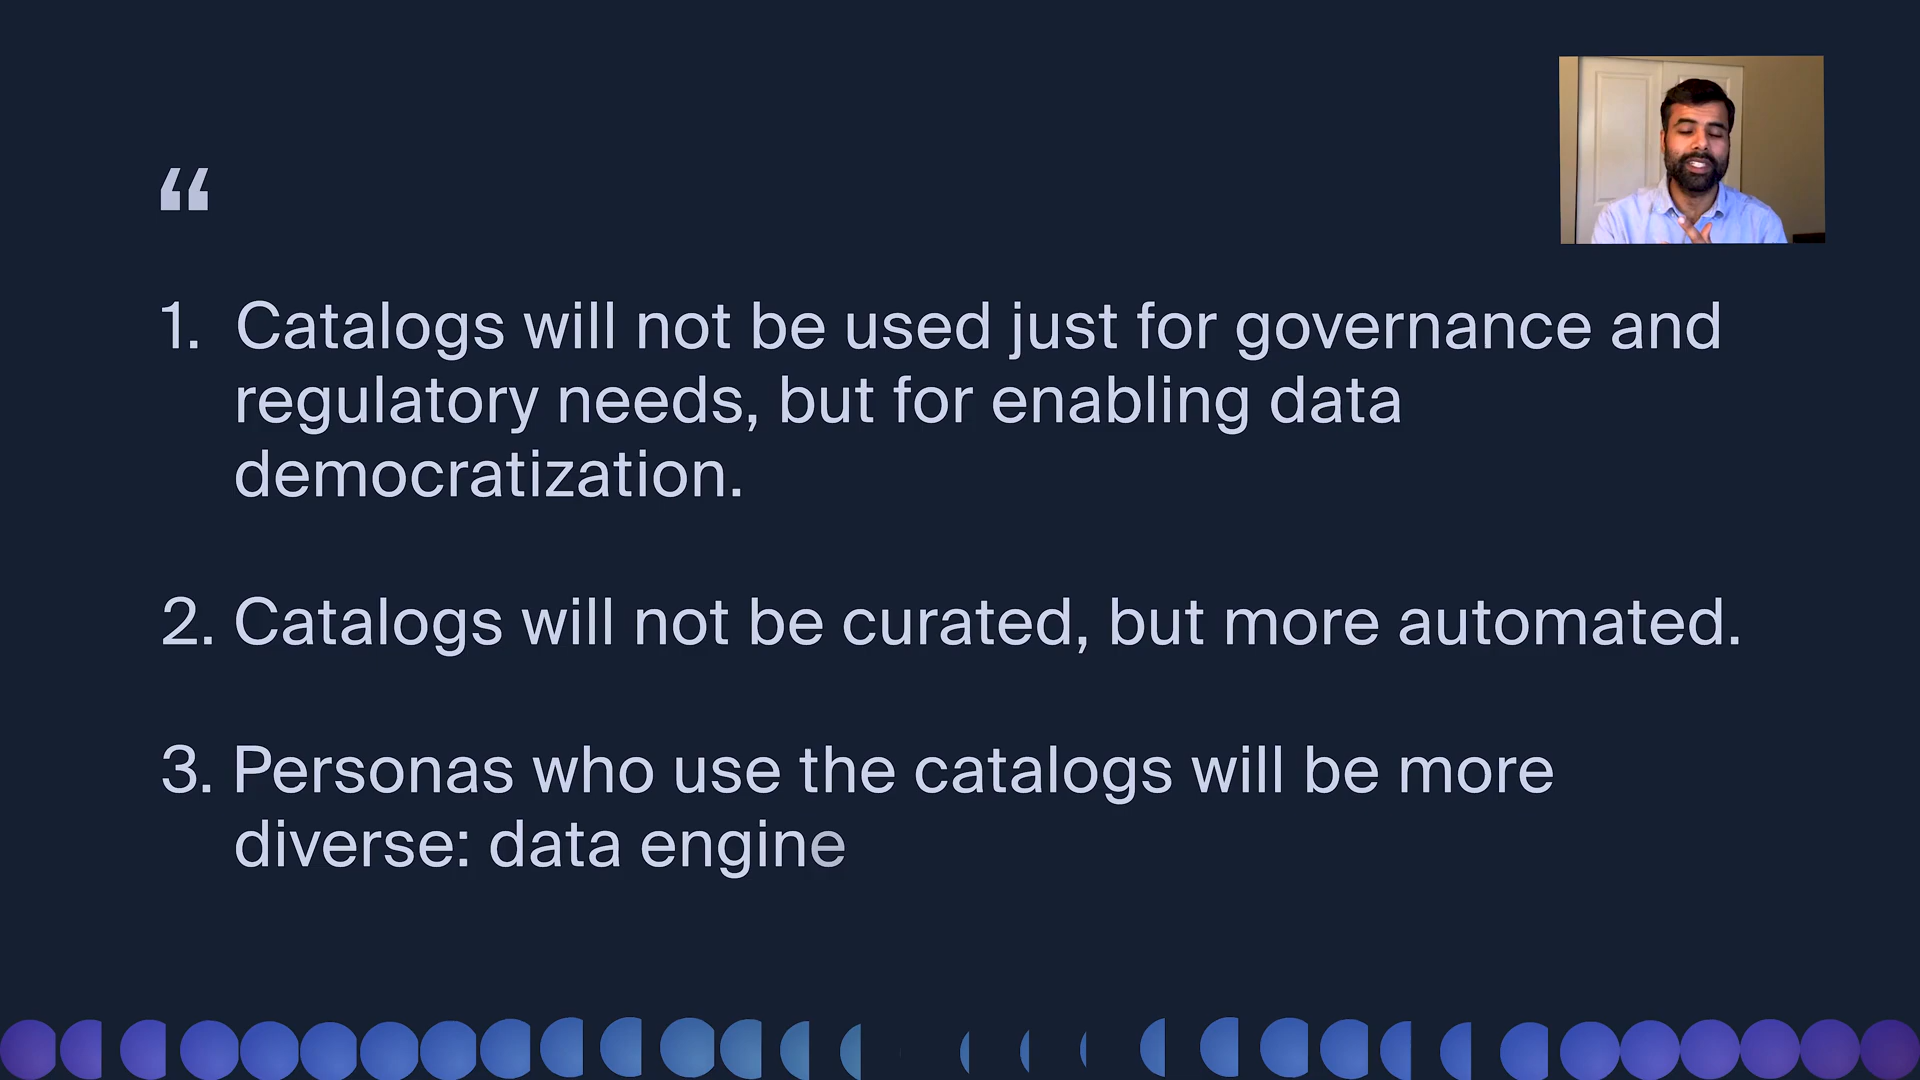 “
1. Catalogs will not be used just for governance and
regulatory needs, but for enabling data
democratization.
2. Catalogs will not be curated, but more automated.
3. Personas who use the catalogs will be more
diverse: data engine